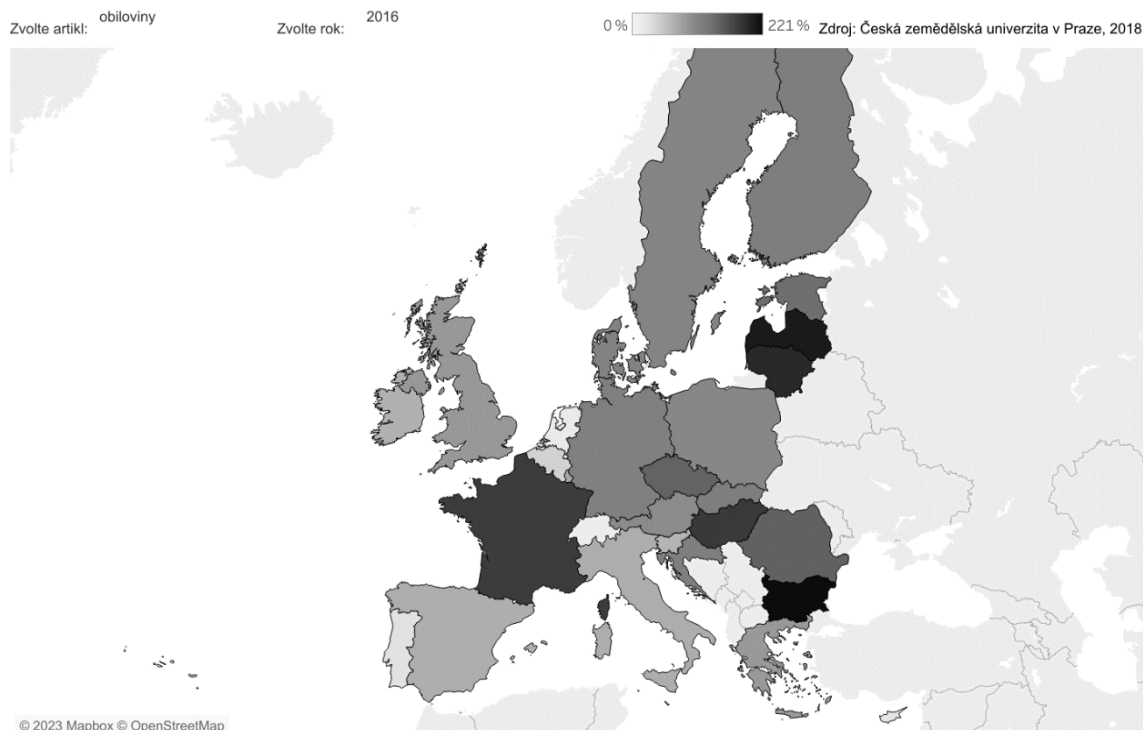 Zvolte artikl: obiloviny
Zvolte rok: 2016
0 % 221 % Zdroj: Česká zemědělská univerzita v Praze, 2018
© 2023 Mapbox © OpenStreetMap